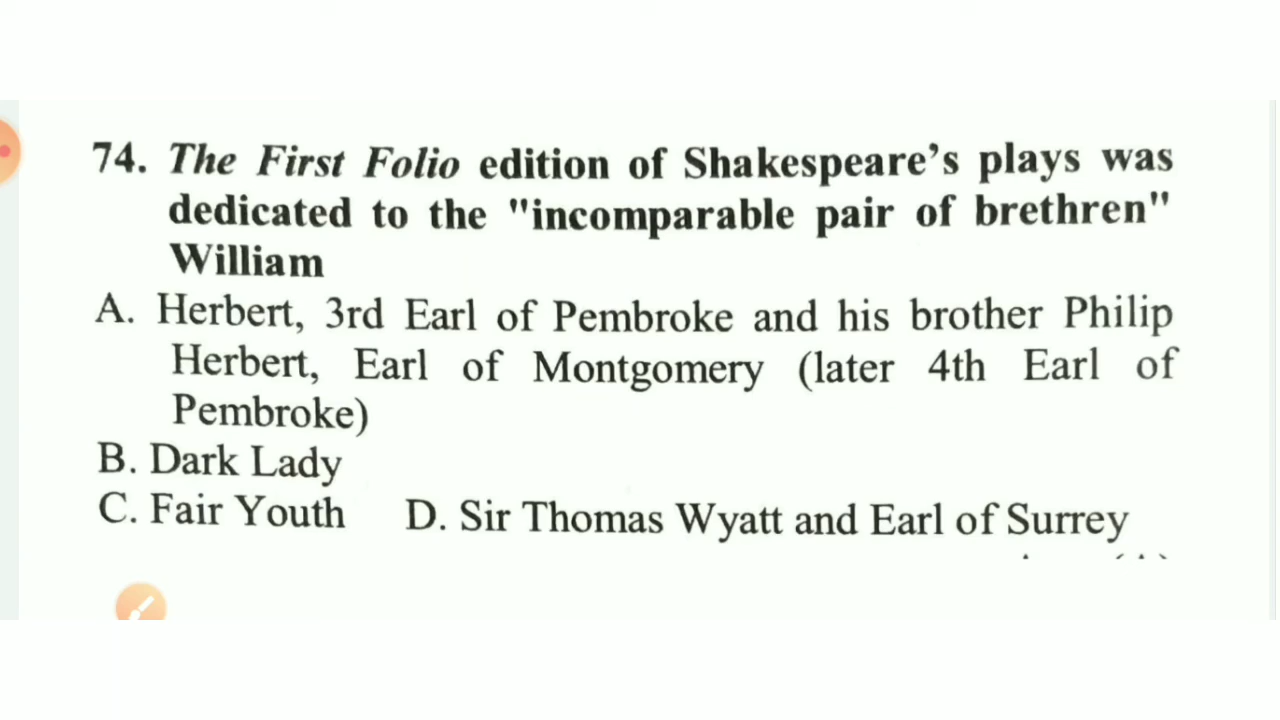 74. The First Folio edition of Shakespeare's plays was
dedicated to the "incomparable pair of brethren"
William
A. Herbert, 3rd Earl of Pembroke and his brother Philip
Herbert, Earl of Montgomery (later 4th Earl of
Pembroke)
B. Dark Lady
C. Fair Youth D. Sir Thomas Wyatt and Earl of Surrey